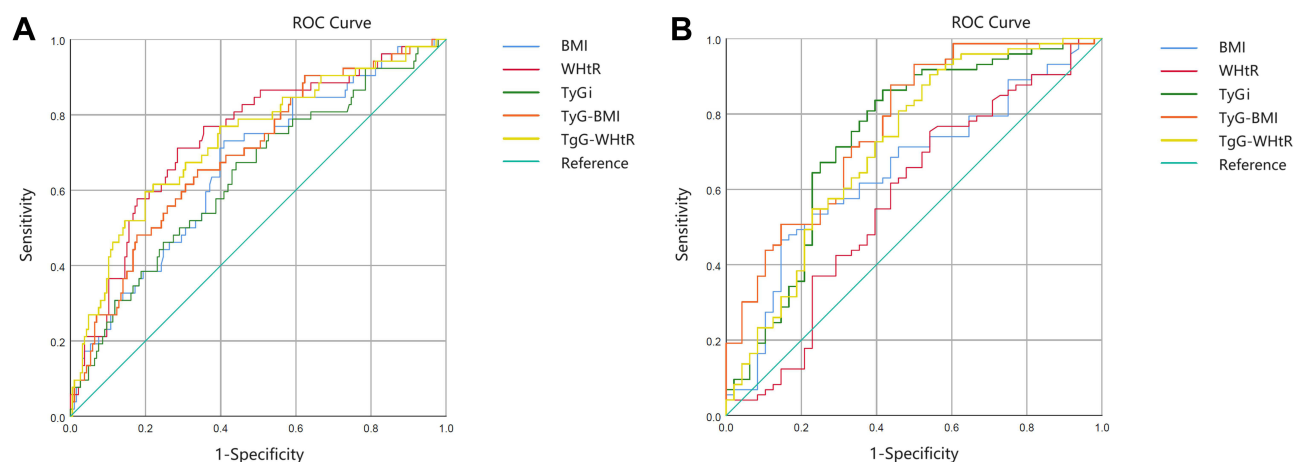 A
ROC Curve
1.0
0.8
0.6
0.4
0.2
0.0
Sensitivity
0.0 0.2 0.4 0.6 0.8 1.0
1-Specificity
BMI
WHtR
TyGi
TyG-BMI
TgG-WHtR
Reference
B
ROC Curve
1.0
0.8
0.6
0.4
0.2
0.0
Sensitivity
0.0 0.2 0.4 0.6 0.8 1.0
1-Specificity
BMI
WHtR
TyGi
TyG-BMI
TgG-WHtR
Reference